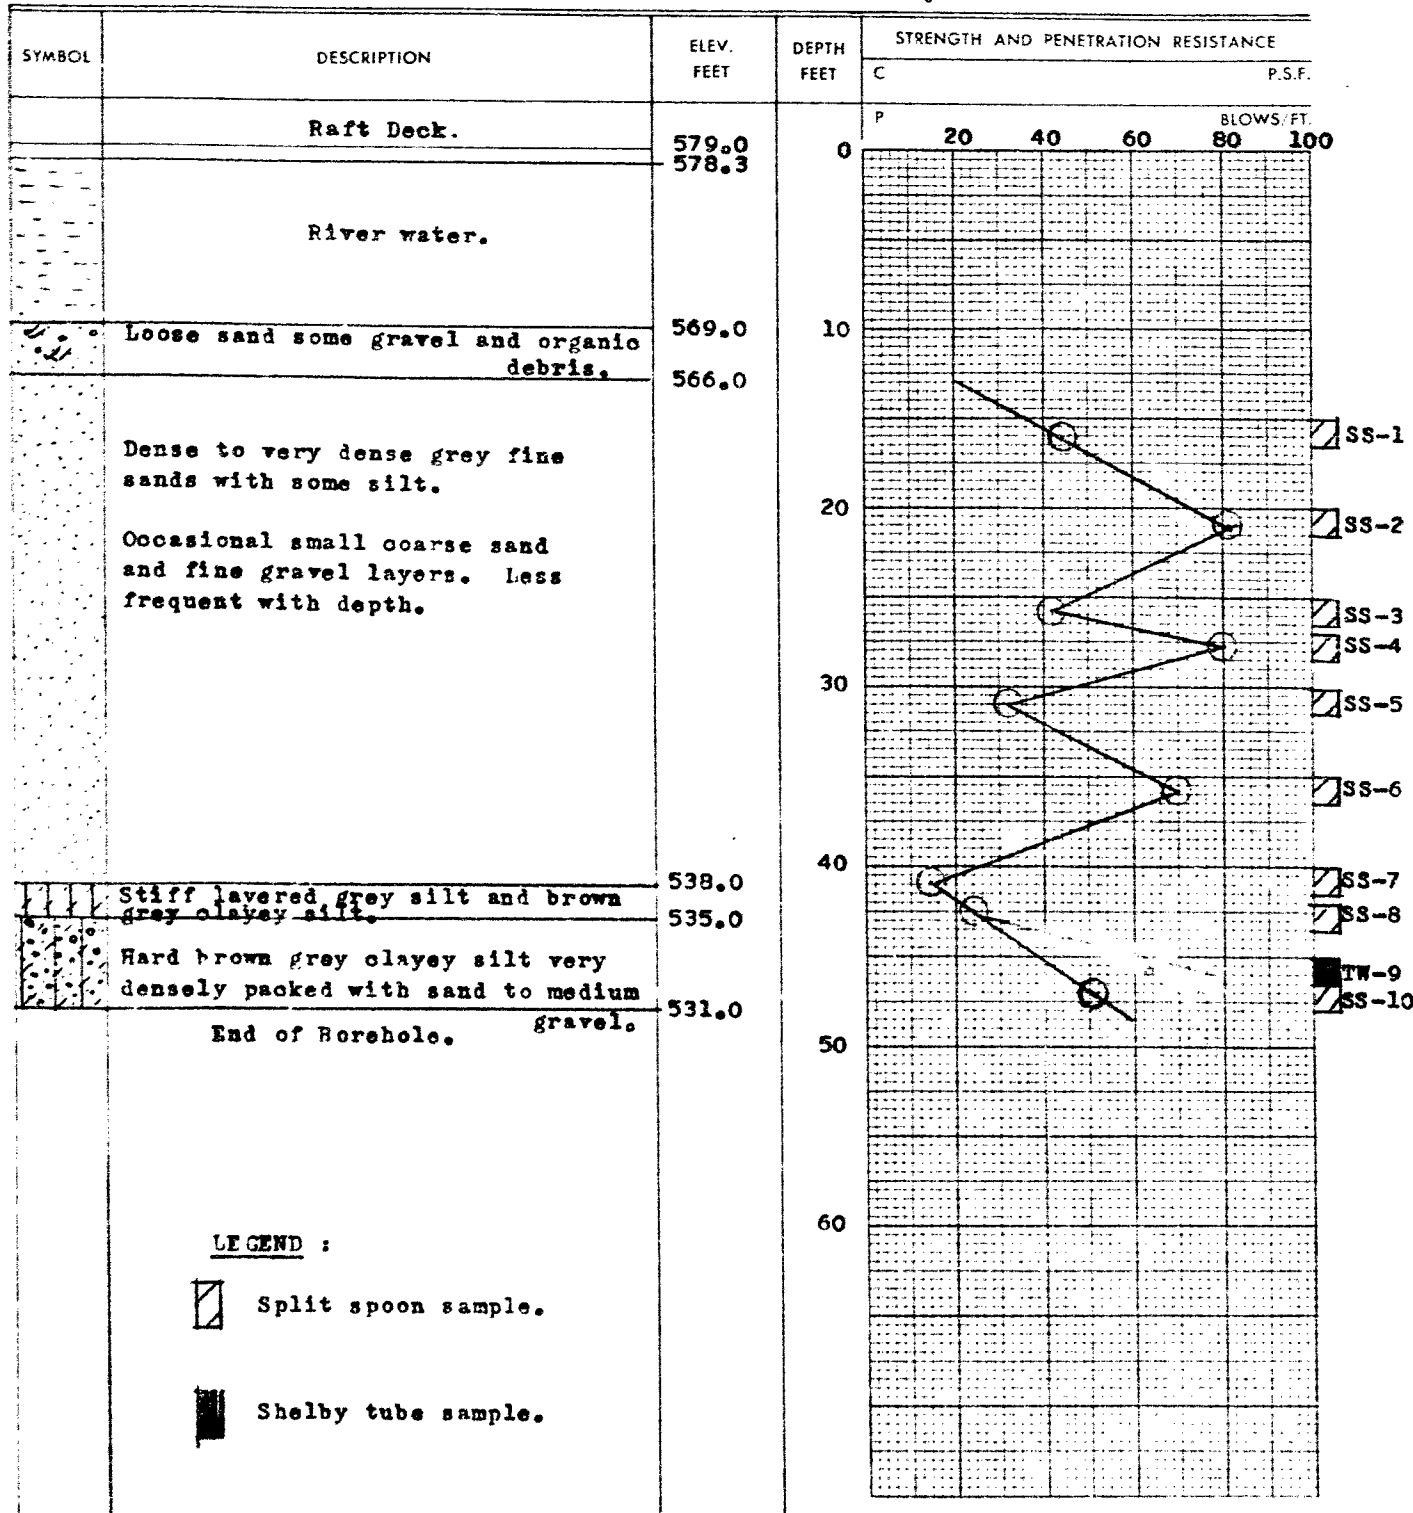 SYMBOL
DESCRIPTION
ELEV.
FEET
DEPTH
FEET
STRENGTH AND PENETRATION RESISTANCE
C P.S.F.
P BLOWS/FT.
20 40 60 80 100
Raft Deck.
579.0
578.3
0
River water.
569.0
10
Loose sand some gravel and organic
debris.
566.0
Dense to very dense grey fine
sands with some silt.
SS-1
20
SS-2
Occasional small coarse sand
and fine gravel layers. Less
frequent with depth.
SS-3
SS-4
30
SS-5
SS-6
40
538.0
SS-7
Stiff layered grey silt and brown
grey clayey silt.
535.0
SS-8
Hard brown grey clayey silt very
densely packed with sand to medium
gravel.
TW-9
SS-10
531.0
End of Borehole.
50
60
LEGEND :
Split spoon sample.
Shelby tube sample.